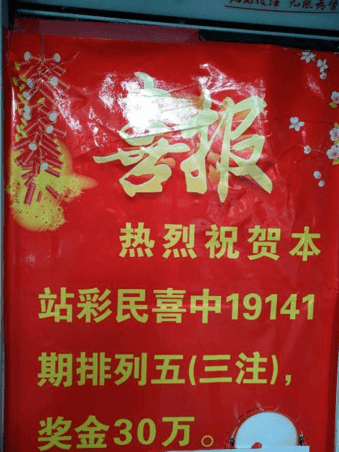 喜报
热烈祝贺本
站彩民喜中19141
期排列五(三注),
奖金30万。